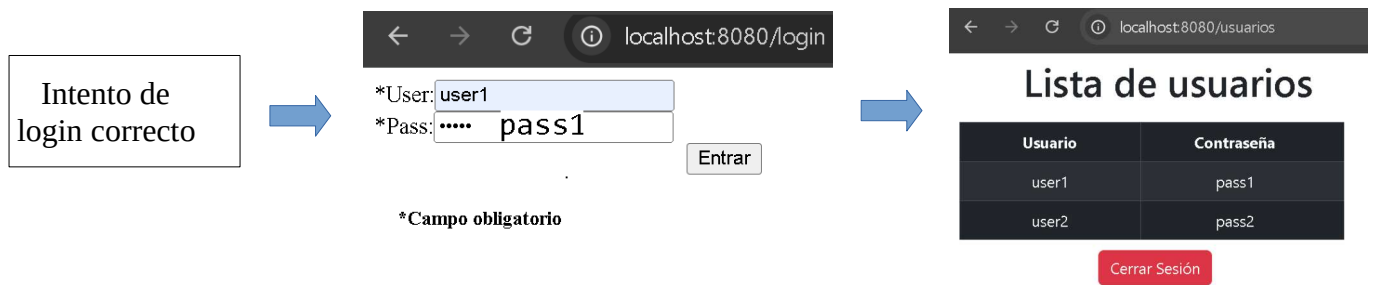 Intento de
login correcto
localhost:8080/login
*User: user1
*Pass: ••••• pass1
Entrar
.
*Campo obligatorio
localhost:8080/usuarios
Lista de usuarios
Usuario Contraseña
user1 pass1
user2 pass2
Cerrar Sesión